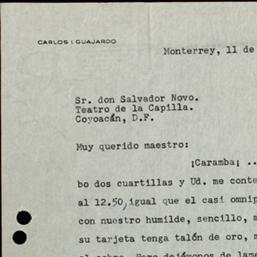 CARLOS I. GUAJARDO
Monterrey, 11 de
Sr. don Salvador Novo.
Teatro de la Capilla.
Coyoacán, D.F.
Muy querido maestro:
¡Caramba! ..
bo dos cuartillas y Ud. me conte
al 12.50, igual que el casi omnip
con nuestro humilde, sencillo, m
su tarjeta tenga talón de oro, m